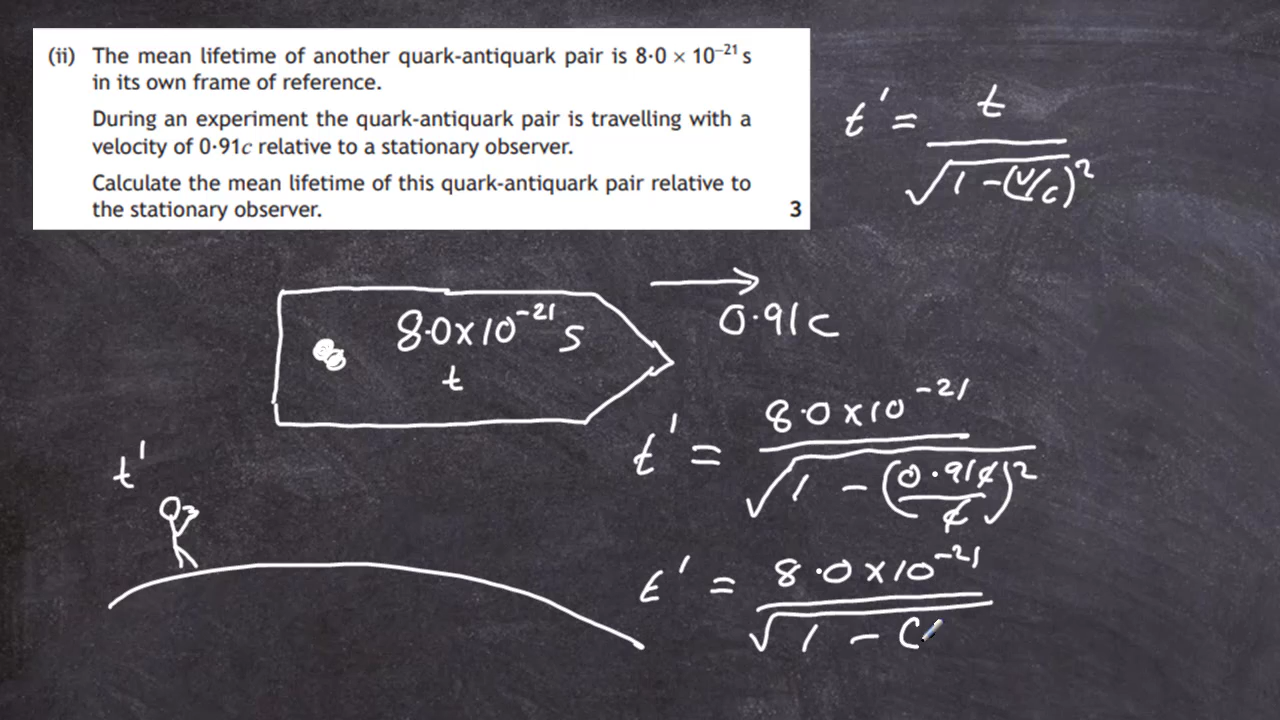 (ii) The mean lifetime of another quark-antiquark pair is 8·0 × 10⁻²¹ s
in its own frame of reference.
During an experiment the quark-antiquark pair is travelling with a
velocity of 0·91c relative to a stationary observer.
Calculate the mean lifetime of this quark-antiquark pair relative to
the stationary observer. 3
t' = t / √(1 - (v/c)²)
8·0 × 10⁻²¹ s
t
0·91c
t' = 8·0 × 10⁻²¹ / √(1 - (0·91c/c)²)
t'
t' = 8·0 × 10⁻²¹ / √(1 - (